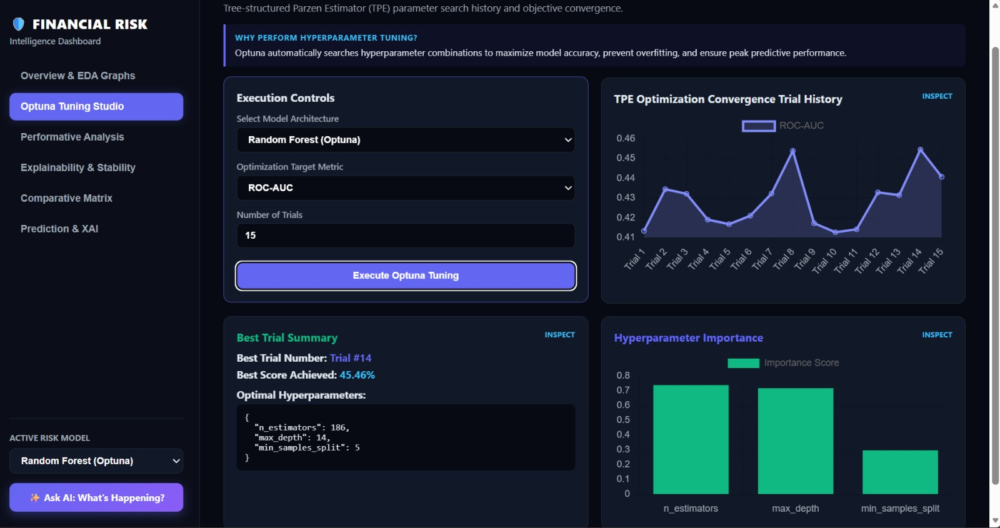 FINANCIAL RISK
Intelligence Dashboard
Overview & EDA Graphs
Optuna Tuning Studio
Performative Analysis
Explainability & Stability
Comparative Matrix
Prediction & XAI
ACTIVE RISK MODEL
Random Forest (Optuna)
✨ Ask AI: What's Happening?
Tree-structured Parzen Estimator (TPE) parameter search history and objective convergence.
WHY PERFORM HYPERPARAMETER TUNING?
Optuna automatically searches hyperparameter combinations to maximize model accuracy, prevent overfitting, and ensure peak predictive performance.
Execution Controls
Select Model Architecture
Random Forest (Optuna)
Optimization Target Metric
ROC-AUC
Number of Trials
15
Execute Optuna Tuning
TPE Optimization Convergence Trial History
INSPECT
ROC-AUC
0.46
0.45
0.44
0.43
0.42
0.41
Trial 1
Trial 2
Trial 3
Trial 4
Trial 5
Trial 6
Trial 7
Trial 8
Trial 9
Trial 10
Trial 11
Trial 12
Trial 13
Trial 14
Trial 15
Best Trial Summary
INSPECT
Best Trial Number: Trial #14
Best Score Achieved: 45.46%
Optimal Hyperparameters:
{
"n_estimators": 186,
"max_depth": 14,
"min_samples_split": 5
}
Hyperparameter Importance
INSPECT
Importance Score
0.8
0.7
0.6
0.5
0.4
0.3
0.2
0.1
0
n_estimators
max_depth
min_samples_split